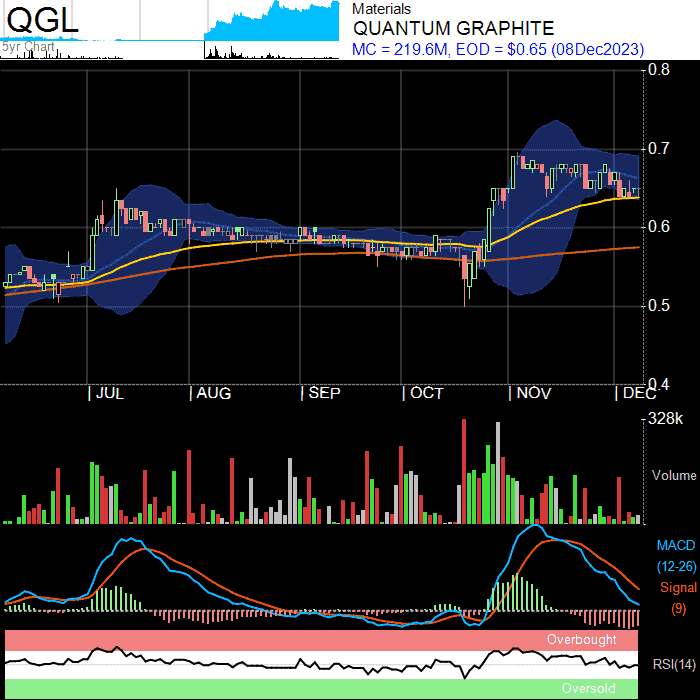 QGL
5yr Chart
Materials
QUANTUM GRAPHITE
MC = 219.6M, EOD = $0.65 (08Dec2023)
0.8
0.7
0.6
0.5
0.4
JUL AUG SEP OCT NOV DEC
328k
Volume
MACD
(12-26)
Signal
(9)
Overbought
RSI(14)
Oversold